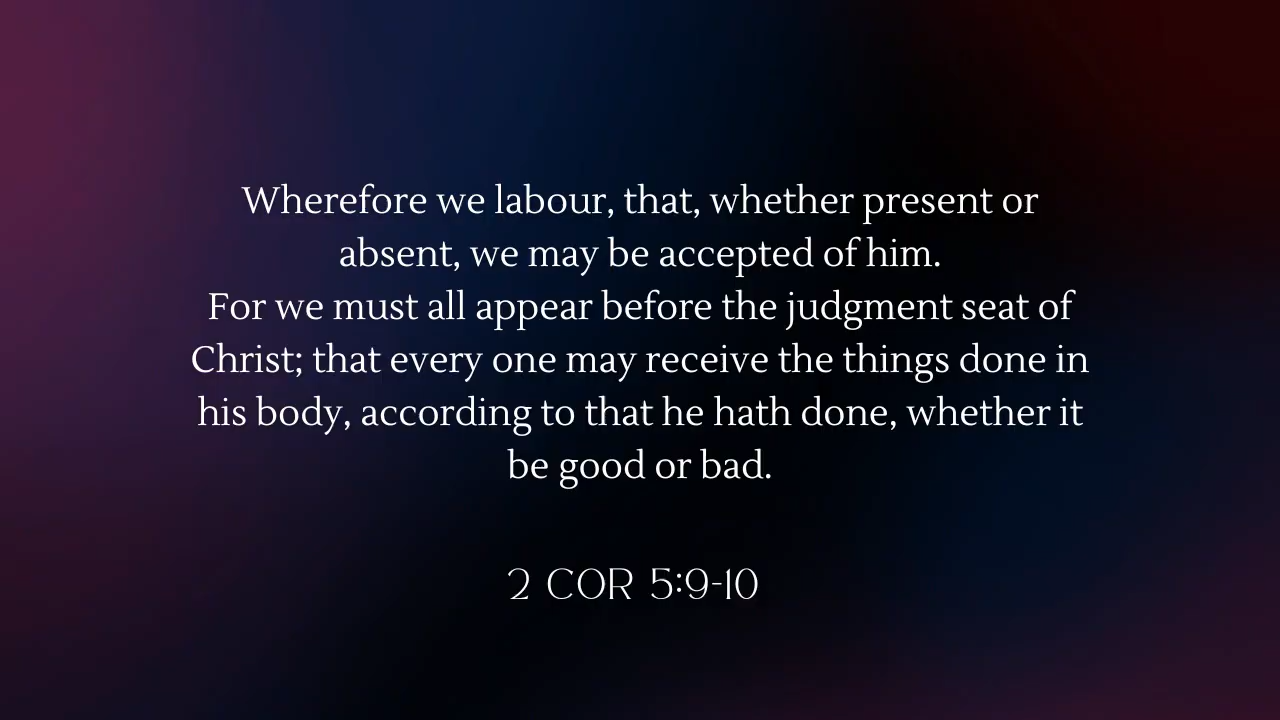 Wherefore we labour, that, whether present or
absent, we may be accepted of him.
For we must all appear before the judgment seat of
Christ; that every one may receive the things done in
his body, according to that he hath done, whether it
be good or bad.
2 COR 5:9-10